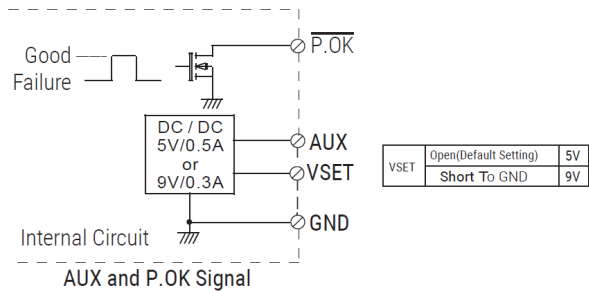 P.OK
Good
Failure
DC / DC
5V/0.5A
or
9V/0.3A
AUX
VSET
GND
Internal Circuit
AUX and P.OK Signal
VSET
Open(Default Setting) 5V
Short To GND 9V